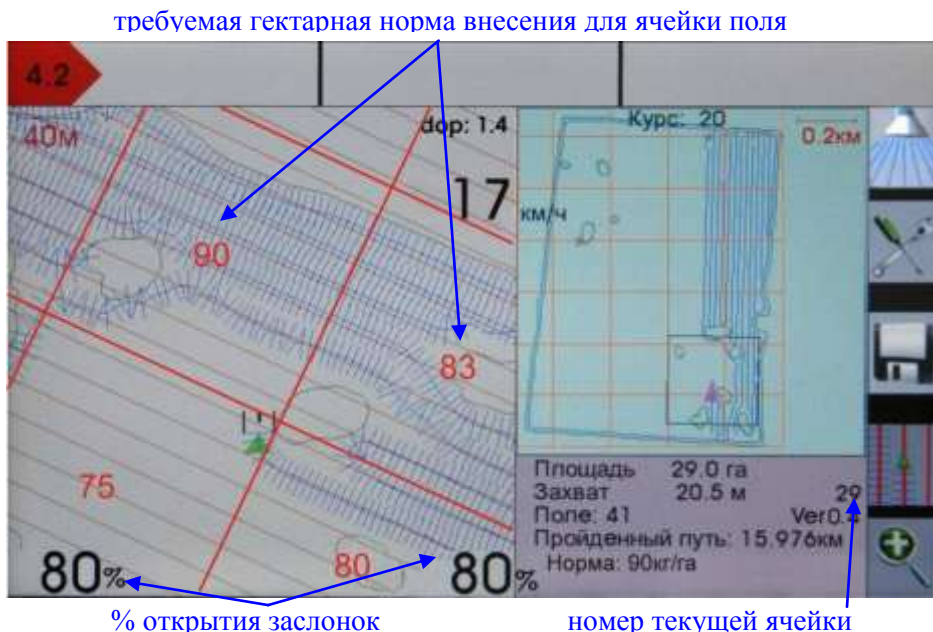 требуемая гектарная норма внесения для ячейки поля
4.2
40м
dop: 1.4
17
км/ч
90
83
75
80
80%
80%
Курс: 20
0.2км
Площадь 29.0 га
Захват 20.5 м 29
Поле: 41
Пройденный путь: 15.976км
Норма: 90кг/га
% открытия заслонок
номер текущей ячейки